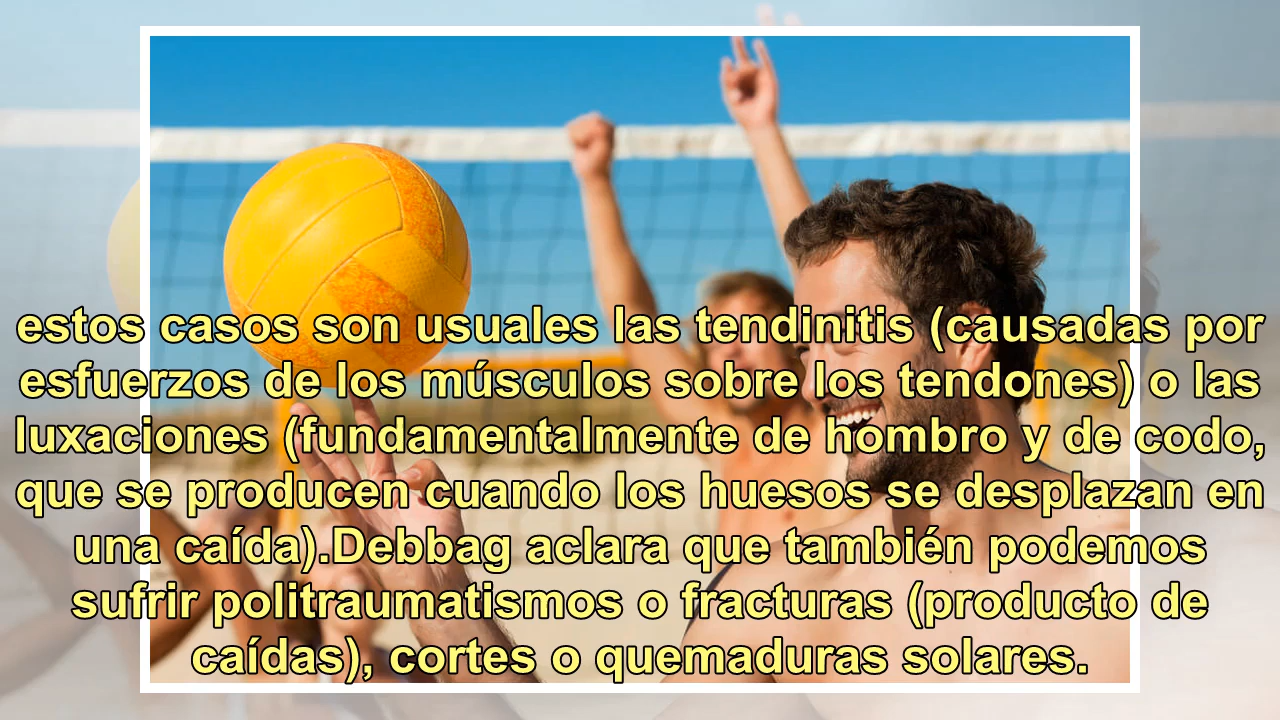 estos casos son usuales las tendinitis (causadas por
esfuerzos de los músculos sobre los tendones) o las
luxaciones (fundamentalmente de hombro y de codo,
que se producen cuando los huesos se desplazan en
una caída).Debbag aclara que también podemos
sufrir politraumatismos o fracturas (producto de
caídas), cortes o quemaduras solares.